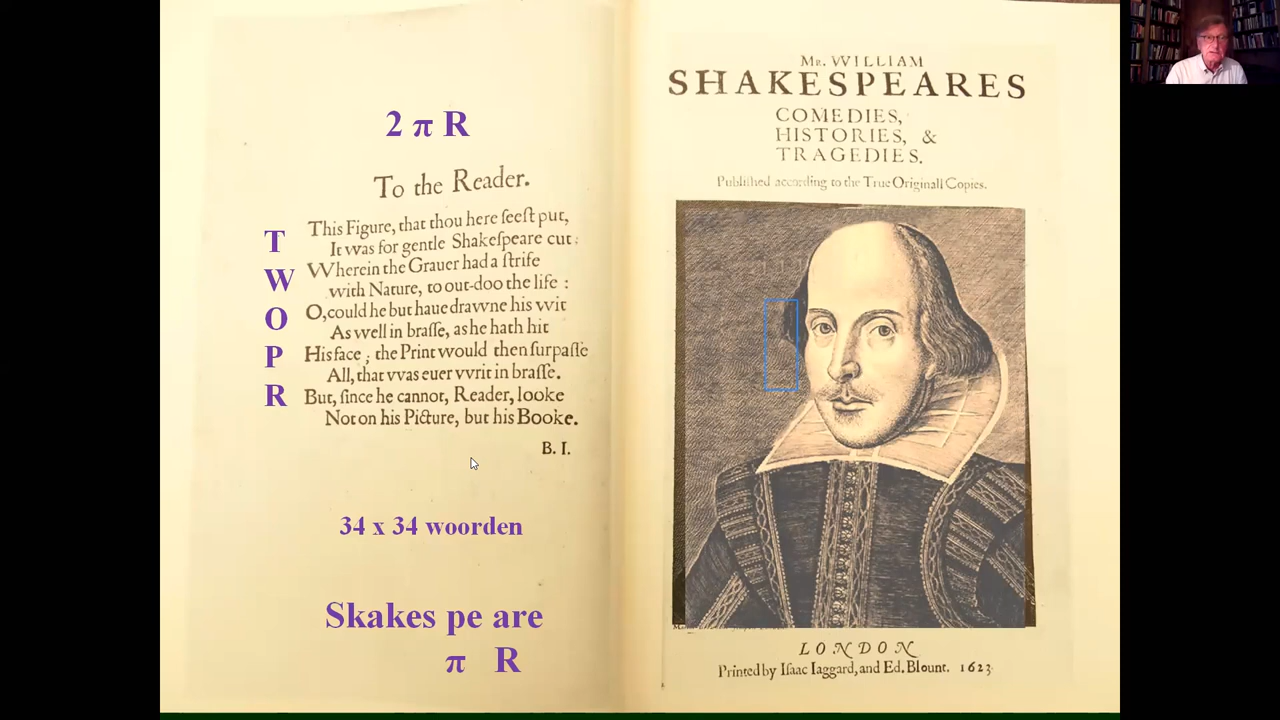 2 π R
To the Reader.
This Figure, that thou here ſeeſt put,
It was for gentle Shakeſpeare cut;
Wherein the Grauer had a ſtrife
with Nature, to out-doo the life :
O,could he but haue drawne his wit
As well in braſſe, as he hath hit
His face ; the Print would then ſurpaſſe
All, that vvas euer vvrit in braſſe.
But, ſince he cannot, Reader, looke
Not on his Picture, but his Booke.
B. I.
T
W
O
P
R
34 x 34 woorden
Skakes pe are
π R
Mr. WILLIAM
SHAKESPEARES
COMEDIES,
HISTORIES, &
TRAGEDIES.
Publiſhed according to the True Originall Copies.
LONDON
Printed by Iſaac Iaggard, and Ed. Blount. 1623.